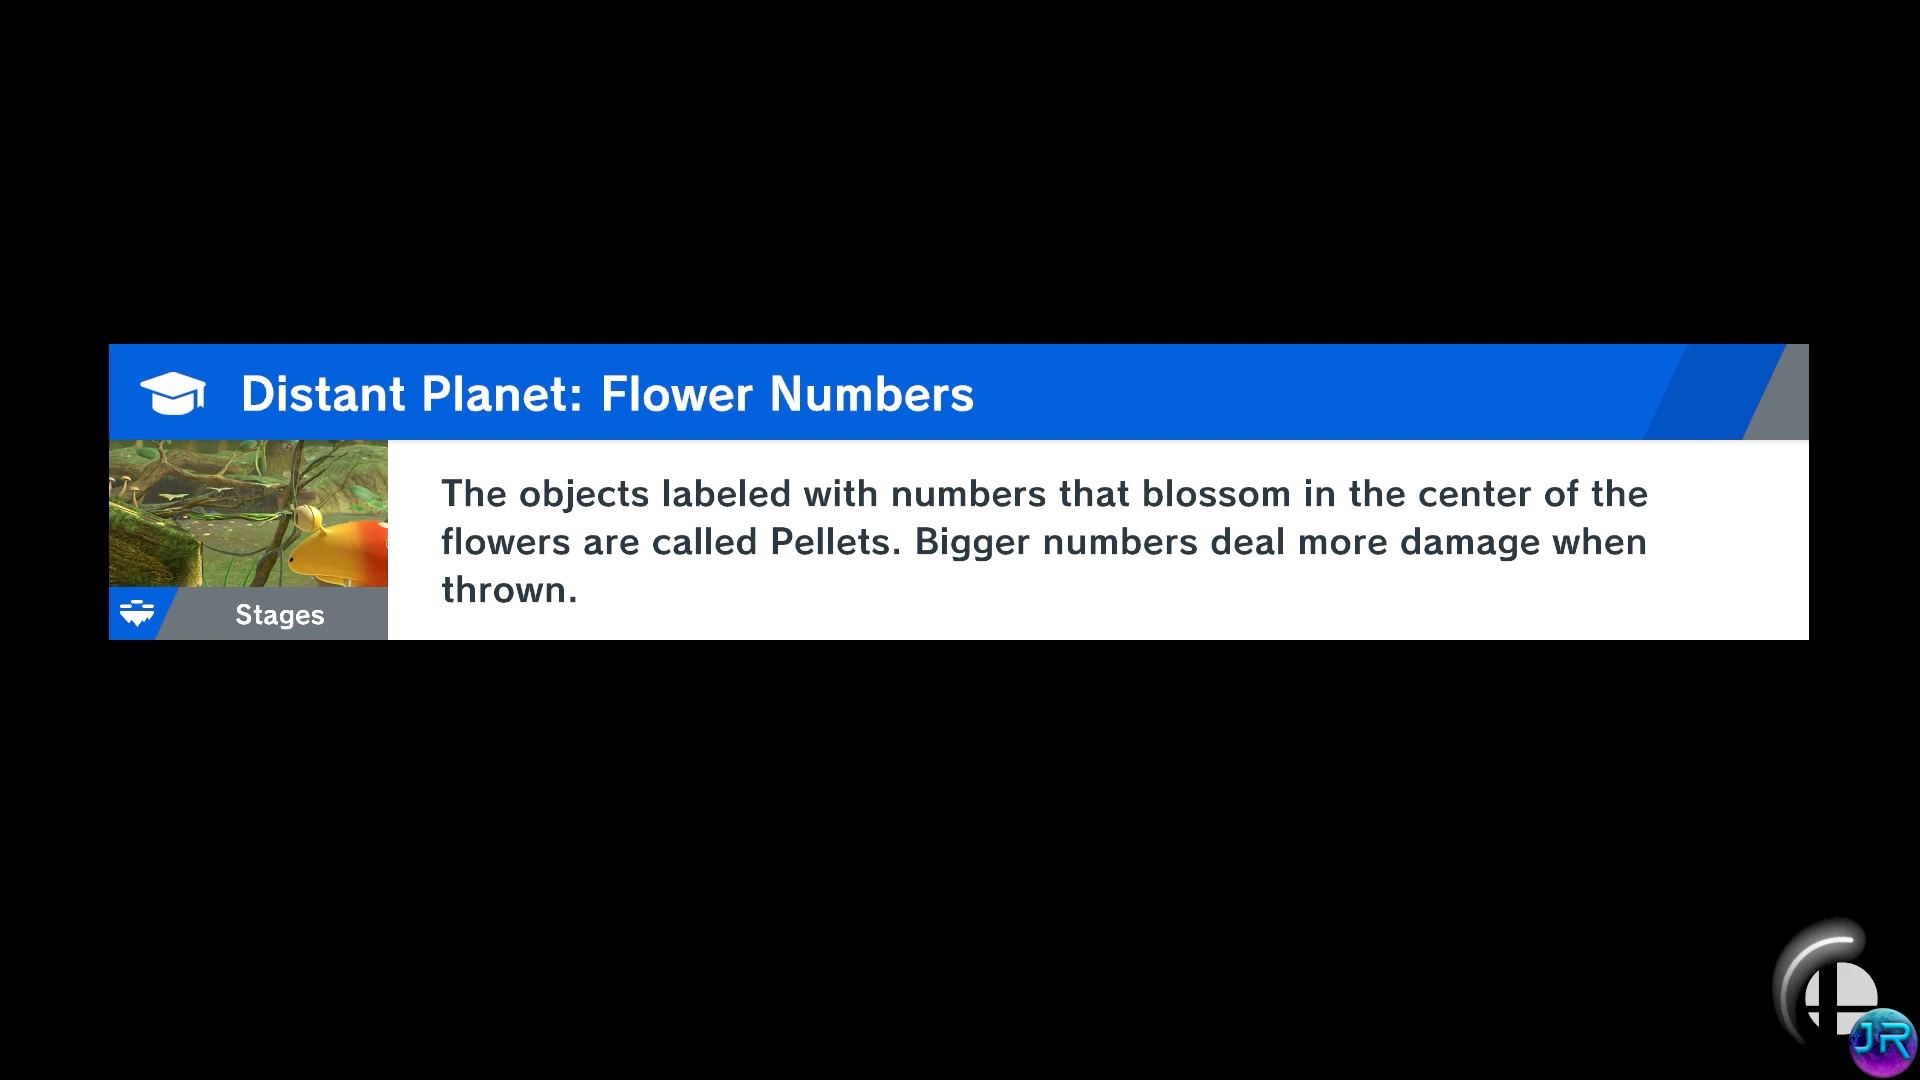 Distant Planet: Flower Numbers
The objects labeled with numbers that blossom in the center of the
flowers are called Pellets. Bigger numbers deal more damage when
thrown.
Stages
JR